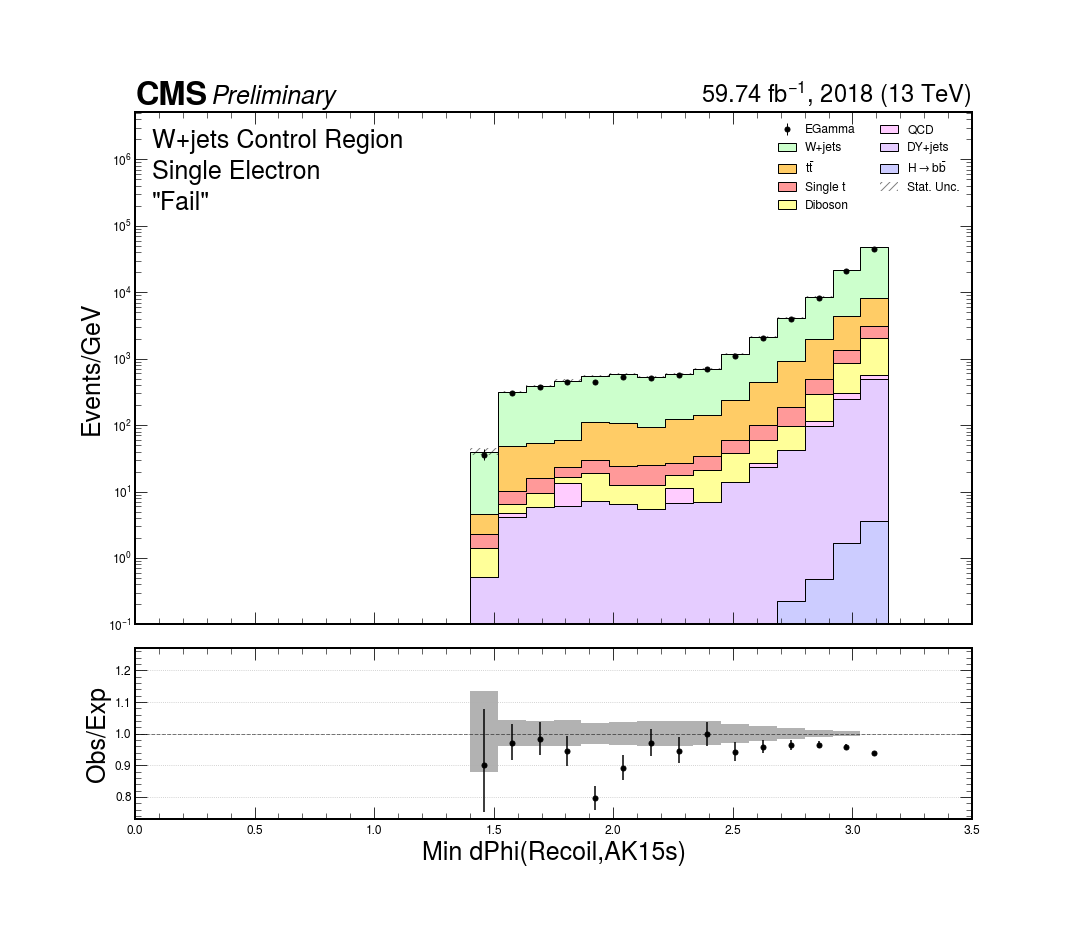 CMS Preliminary
59.74 fb⁻¹, 2018 (13 TeV)
W+jets Control Region
Single Electron
"Fail"
EGamma
W+jets
tt̄
Single t
Diboson
QCD
DY+jets
H→bb̄
Stat. Unc.
Events/GeV
10⁶
10⁵
10⁴
10³
10²
10¹
10⁰
10⁻¹
Obs/Exp
1.2
1.1
1.0
0.9
0.8
0.0 0.5 1.0 1.5 2.0 2.5 3.0 3.5
Min dPhi(Recoil,AK15s)